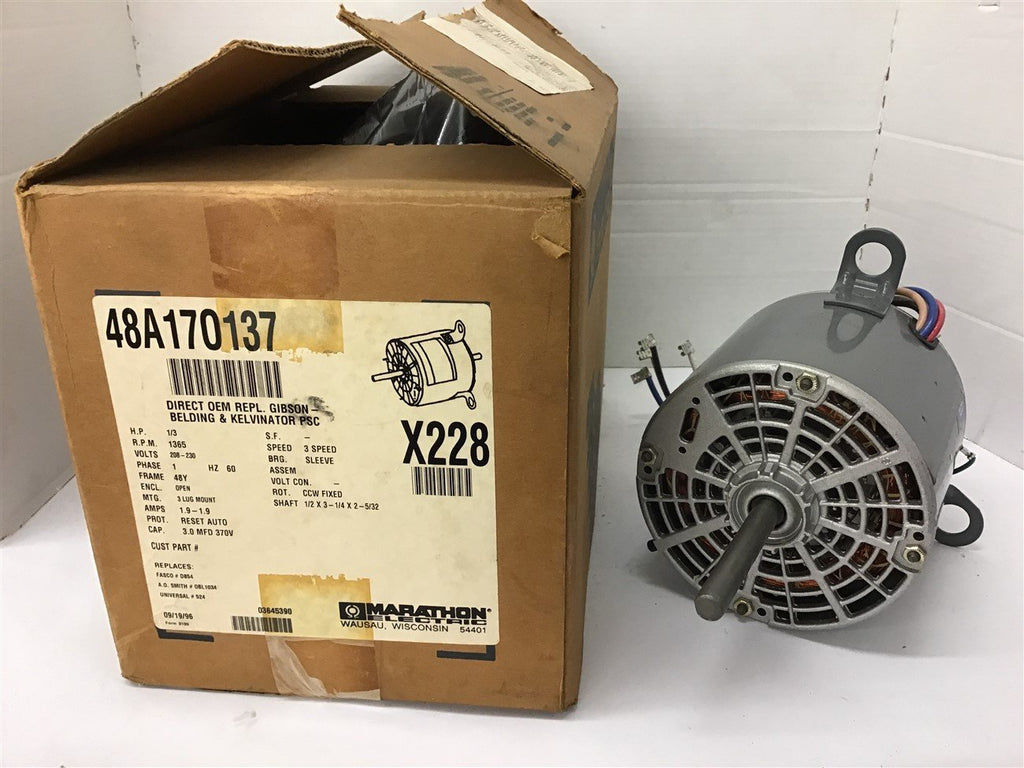 48A170137
DIRECT OEM REPL. GIBSON-
BELDING & KELVINATOR PSC
H.P. 1/3
R.P.M. 1365
VOLTS 208-230
PHASE 1 HZ 60
FRAME 48Y
ENCL. OPEN
MTG. 3 LUG MOUNT
AMPS 1.9-1.9
PROT. RESET AUTO
CAP. 3.0 MFD 370V
S.F. -
SPEED 3 SPEED
BRG. SLEEVE
ASSEM
VOLT CON. -
ROT. CCW FIXED
SHAFT 1/2 X 3-1/4 X 2-5/32
X228
CUST PART #
REPLACES:
FASCO # D854
A.O. SMITH # OBL1034
UNIVERSAL # 524
09/19/96
03645390
MARATHON®
ELECTRIC
WAUSAU, WISCONSIN 54401